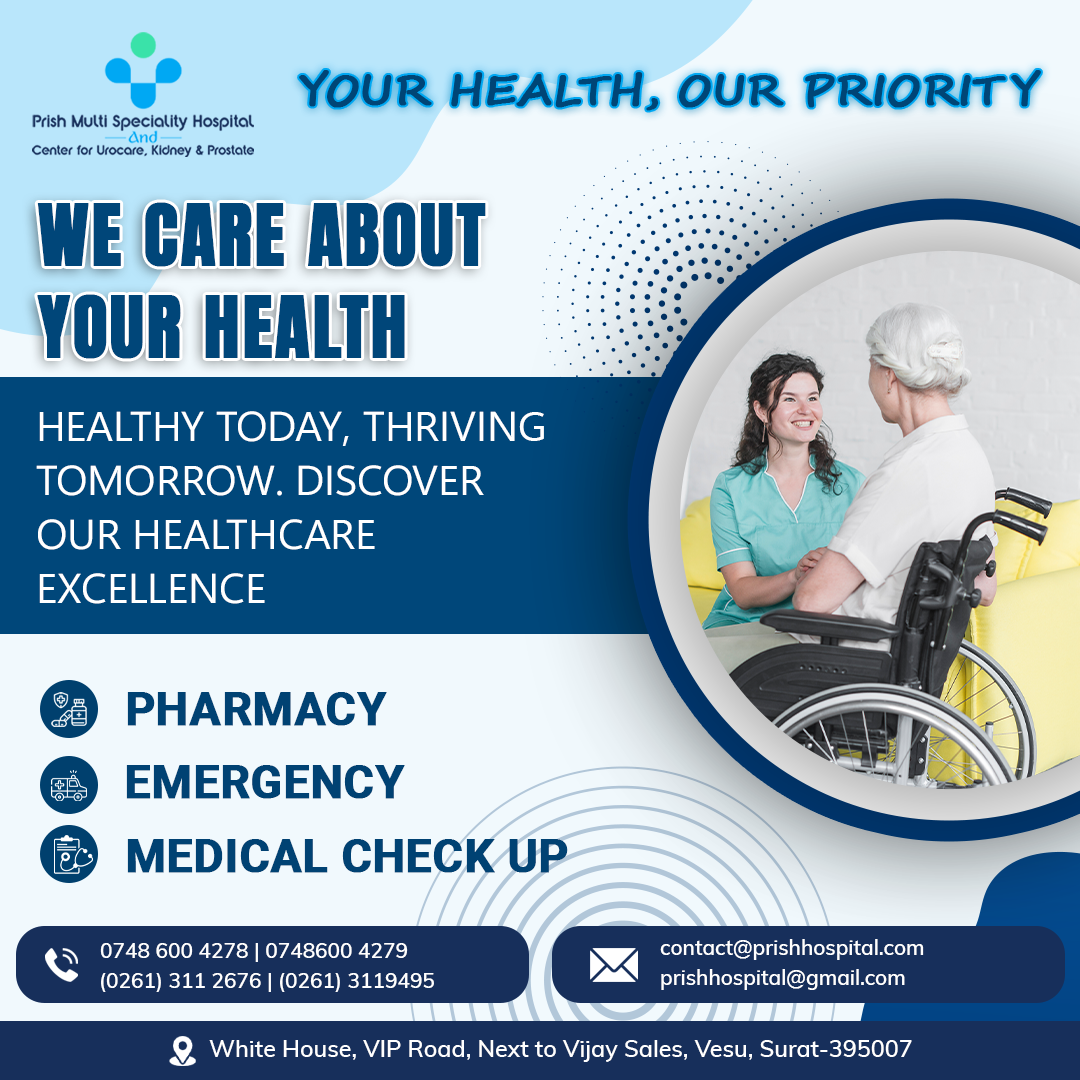 Prish Multi Speciality Hospital
And
Center for Urocare, Kidney & Prostate
YOUR HEALTH, OUR PRIORITY
WE CARE ABOUT
YOUR HEALTH
HEALTHY TODAY, THRIVING
TOMORROW. DISCOVER
OUR HEALTHCARE
EXCELLENCE
PHARMACY
EMERGENCY
MEDICAL CHECK UP
0748 600 4278 | 0748600 4279
(0261) 311 2676 | (0261) 3119495
contact@prishhospital.com
prishhospital@gmail.com
White House, VIP Road, Next to Vijay Sales, Vesu, Surat-395007